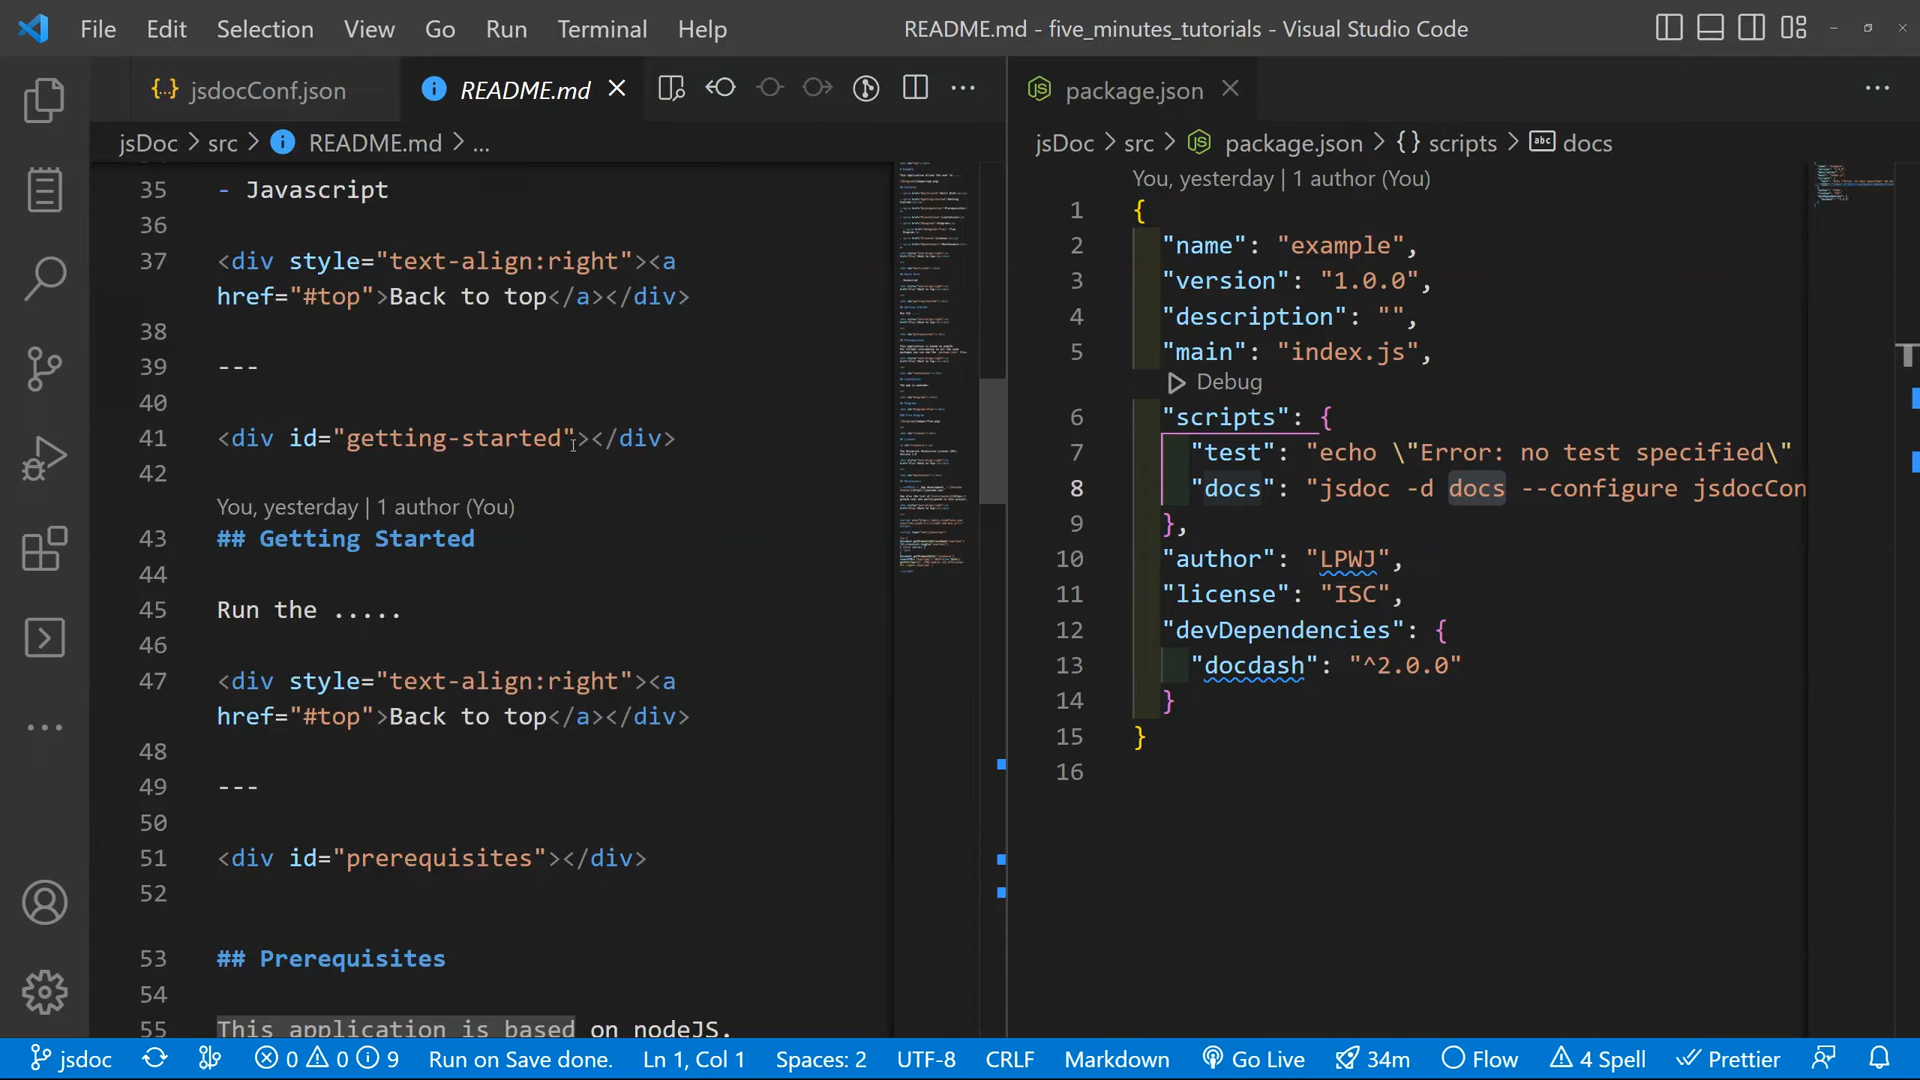 File Edit Selection View Go Run Terminal Help README.md - five_minutes_tutorials - Visual Studio Code
jsdocConf.json README.md
jsDoc > src > README.md > ...
35 - Javascript
36
37 <div style="text-align:right"><a
href="#top">Back to top</a></div>
38
39 ---
40
41 <div id="getting-started"></div>
42
You, yesterday | 1 author (You)
43 ## Getting Started
44
45 Run the .....
46
47 <div style="text-align:right"><a
href="#top">Back to top</a></div>
48
49 ---
50
51 <div id="prerequisites"></div>
52
53 ## Prerequisites
54
55 This application is based on nodeJS.
package.json
jsDoc > src > package.json > {} scripts > abc docs
You, yesterday | 1 author (You)
1 {
2 "name": "example",
3 "version": "1.0.0",
4 "description": "",
5 "main": "index.js",
Debug
6 "scripts": {
7 "test": "echo \"Error: no test specified\"
8 "docs": "jsdoc -d docs --configure jsdocCon
9 },
10 "author": "LPWJ",
11 "license": "ISC",
12 "devDependencies": {
13 "docdash": "^2.0.0"
14 }
15 }
16
jsdoc 0 0 9 Run on Save done. Ln 1, Col 1 Spaces: 2 UTF-8 CRLF Markdown Go Live 34m Flow 4 Spell Prettier